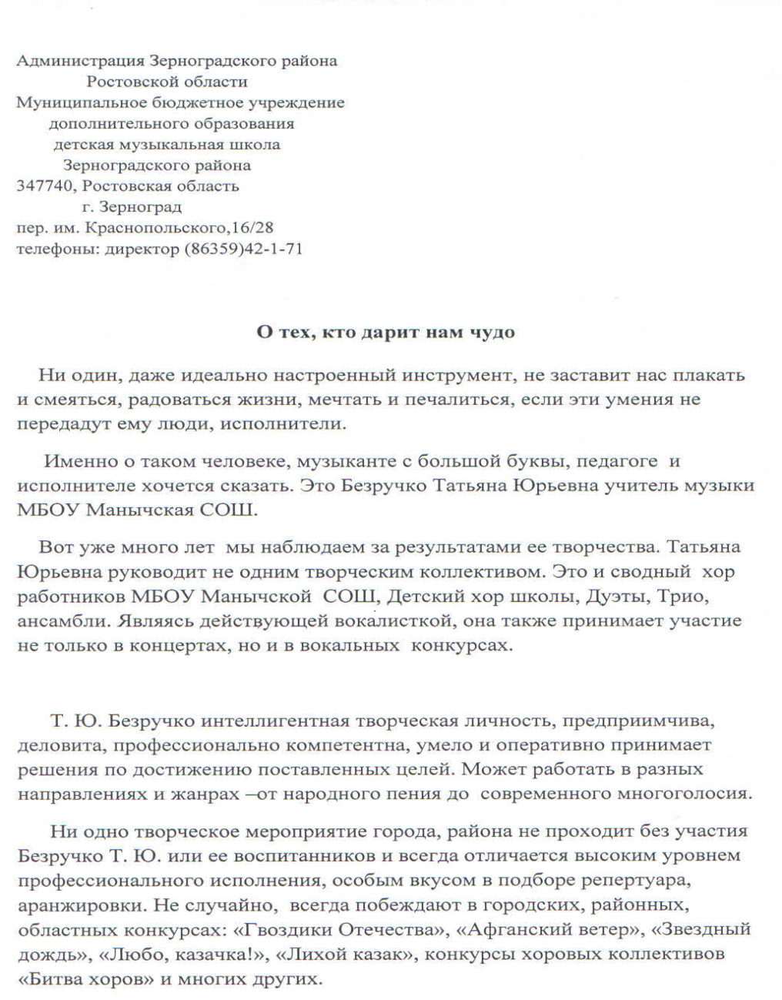 Администрация Зерноградского района
Ростовской области
Муниципальное бюджетное учреждение
дополнительного образования
детская музыкальная школа
Зерноградского района
347740, Ростовская область
г. Зерноград
пер. им. Краснопольского,16/28
телефоны: директор (86359)42-1-71
О тех, кто дарит нам чудо
Ни один, даже идеально настроенный инструмент, не заставит нас плакать
и смеяться, радоваться жизни, мечтать и печалиться, если эти умения не
передадут ему люди, исполнители.
Именно о таком человеке, музыканте с большой буквы, педагоге и
исполнителе хочется сказать. Это Безручко Татьяна Юрьевна учитель музыки
МБОУ Манычская СОШ.
Вот уже много лет мы наблюдаем за результатами ее творчества. Татьяна
Юрьевна руководит не одним творческим коллективом. Это и сводный хор
работников МБОУ Манычской СОШ, Детский хор школы, Дуэты, Трио,
ансамбли. Являясь действующей вокалисткой, она также принимает участие
не только в концертах, но и в вокальных конкурсах.
Т. Ю. Безручко интеллигентная творческая личность, предприимчива,
деловита, профессионально компетентна, умело и оперативно принимает
решения по достижению поставленных целей. Может работать в разных
направлениях и жанрах –от народного пения до современного многоголосия.
Ни одно творческое мероприятие города, района не проходит без участия
Безручко Т. Ю. или ее воспитанников и всегда отличается высоким уровнем
профессионального исполнения, особым вкусом в подборе репертуара,
аранжировки. Не случайно, всегда побеждают в городских, районных,
областных конкурсах: «Гвоздики Отечества», «Афганский ветер», «Звездный
дождь», «Любо, казачка!», «Лихой казак», конкурсы хоровых коллективов
«Битва хоров» и многих других.